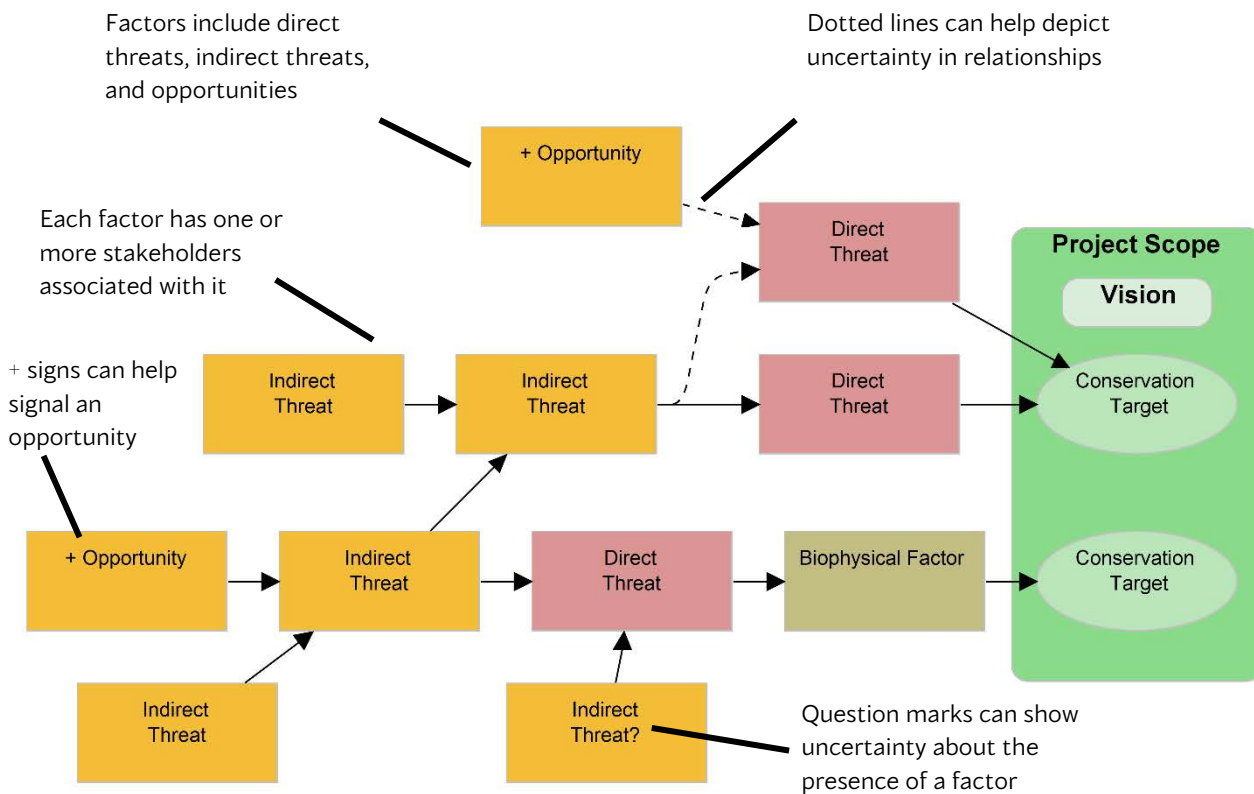 Factors include direct
threats, indirect threats,
and opportunities
Dotted lines can help depict
uncertainty in relationships
+ Opportunity
Each factor has one or
more stakeholders
associated with it
Direct
Threat
Project Scope
Vision
+ signs can help
signal an
opportunity
Indirect
Threat
Indirect
Threat
Direct
Threat
Conservation
Target
+ Opportunity
Indirect
Threat
Direct
Threat
Biophysical Factor
Conservation
Target
Indirect
Threat
Indirect
Threat?
Question marks can show
uncertainty about the
presence of a factor